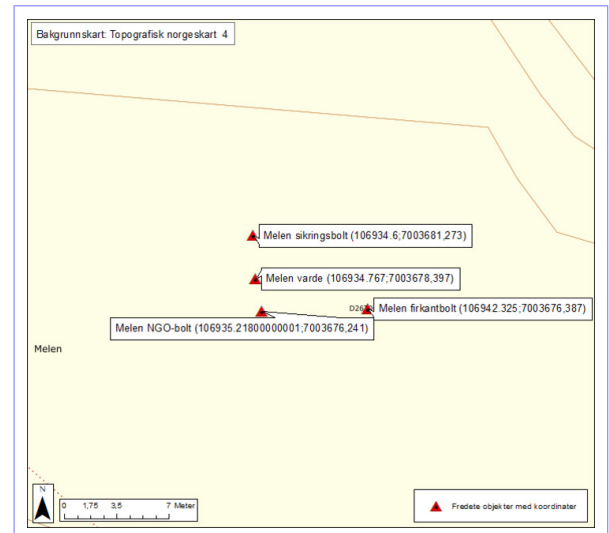 Bakgrunnskart: Topografisk norgeskart 4
Melen sikringsbolt (106934.6;7003681,273)
Melen varde (106934.767;7003678,397)
Melen firkantbolt (106942.325;7003676,387)
Melen NGO-bolt (106935.21800000001;7003676,241)
Melen
N
0 1,75 3,5 7 Meter
Fredete objekter med koordinater